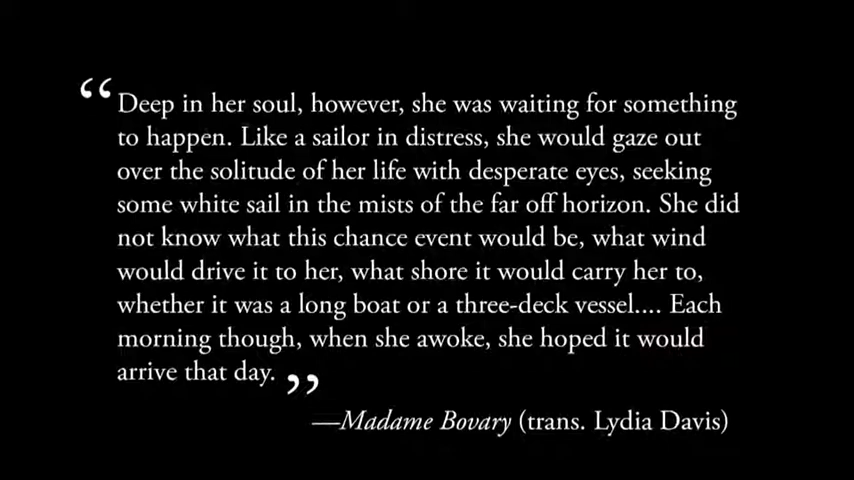 “Deep in her soul, however, she was waiting for something
to happen. Like a sailor in distress, she would gaze out
over the solitude of her life with desperate eyes, seeking
some white sail in the mists of the far off horizon. She did
not know what this chance event would be, what wind
would drive it to her, what shore it would carry her to,
whether it was a long boat or a three-deck vessel.... Each
morning though, when she awoke, she hoped it would
arrive that day.”
—Madame Bovary (trans. Lydia Davis)